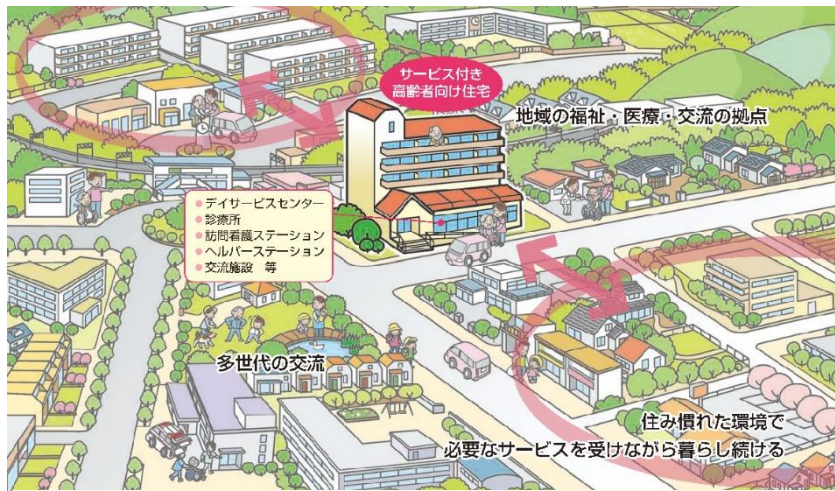 サービス付き
高齢者向け住宅
地域の福祉・医療・交流の拠点
●デイサービスセンター
●診療所
●訪問看護ステーション
●ヘルパーステーション
●交流施設　等
多世代の交流
住み慣れた環境で
必要なサービスを受けながら暮らし続ける